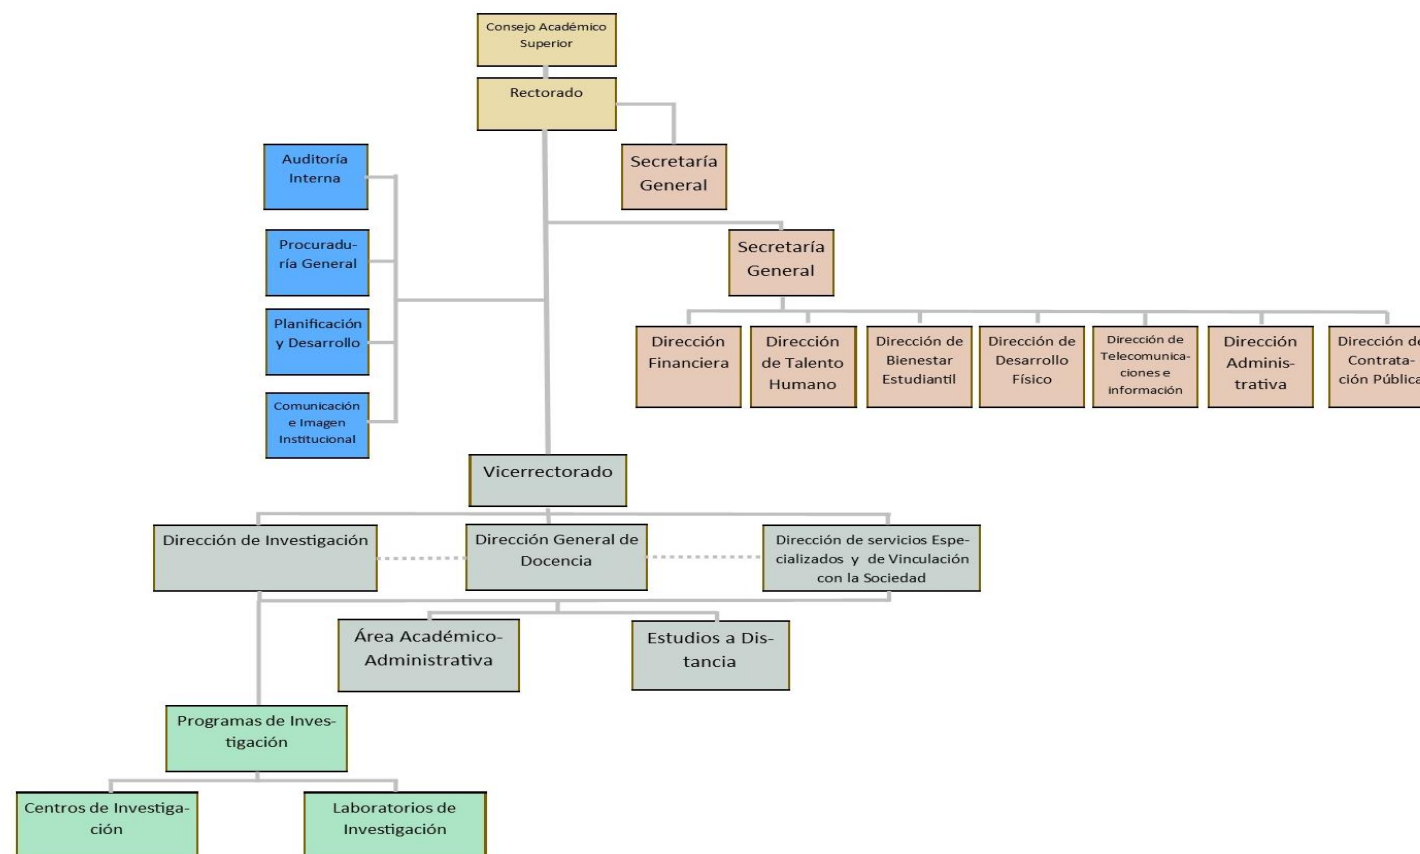 Consejo Académico
Superior
Rectorado
Auditoría
Interna
Secretaría
General
Procuradu-
ría General
Secretaría
General
Planificación
y Desarrollo
Dirección
Financiera
Dirección
de Talento
Humano
Dirección de
Bienestar
Estudiantil
Dirección de
Desarrollo
Físico
Dirección de
Telecomunica-
ciones e
información
Dirección
Adminis-
trativa
Dirección de
Contrata-
ción Pública
Comunicación
e Imagen
Institucional
Vicerrectorado
Dirección de Investigación
Dirección General de
Docencia
Dirección de servicios Espe-
cializados y de Vinculación
con la Sociedad
Área Académico-
Administrativa
Estudios a Dis-
tancia
Programas de Inves-
tigación
Centros de Investiga-
ción
Laboratorios de
Investigación